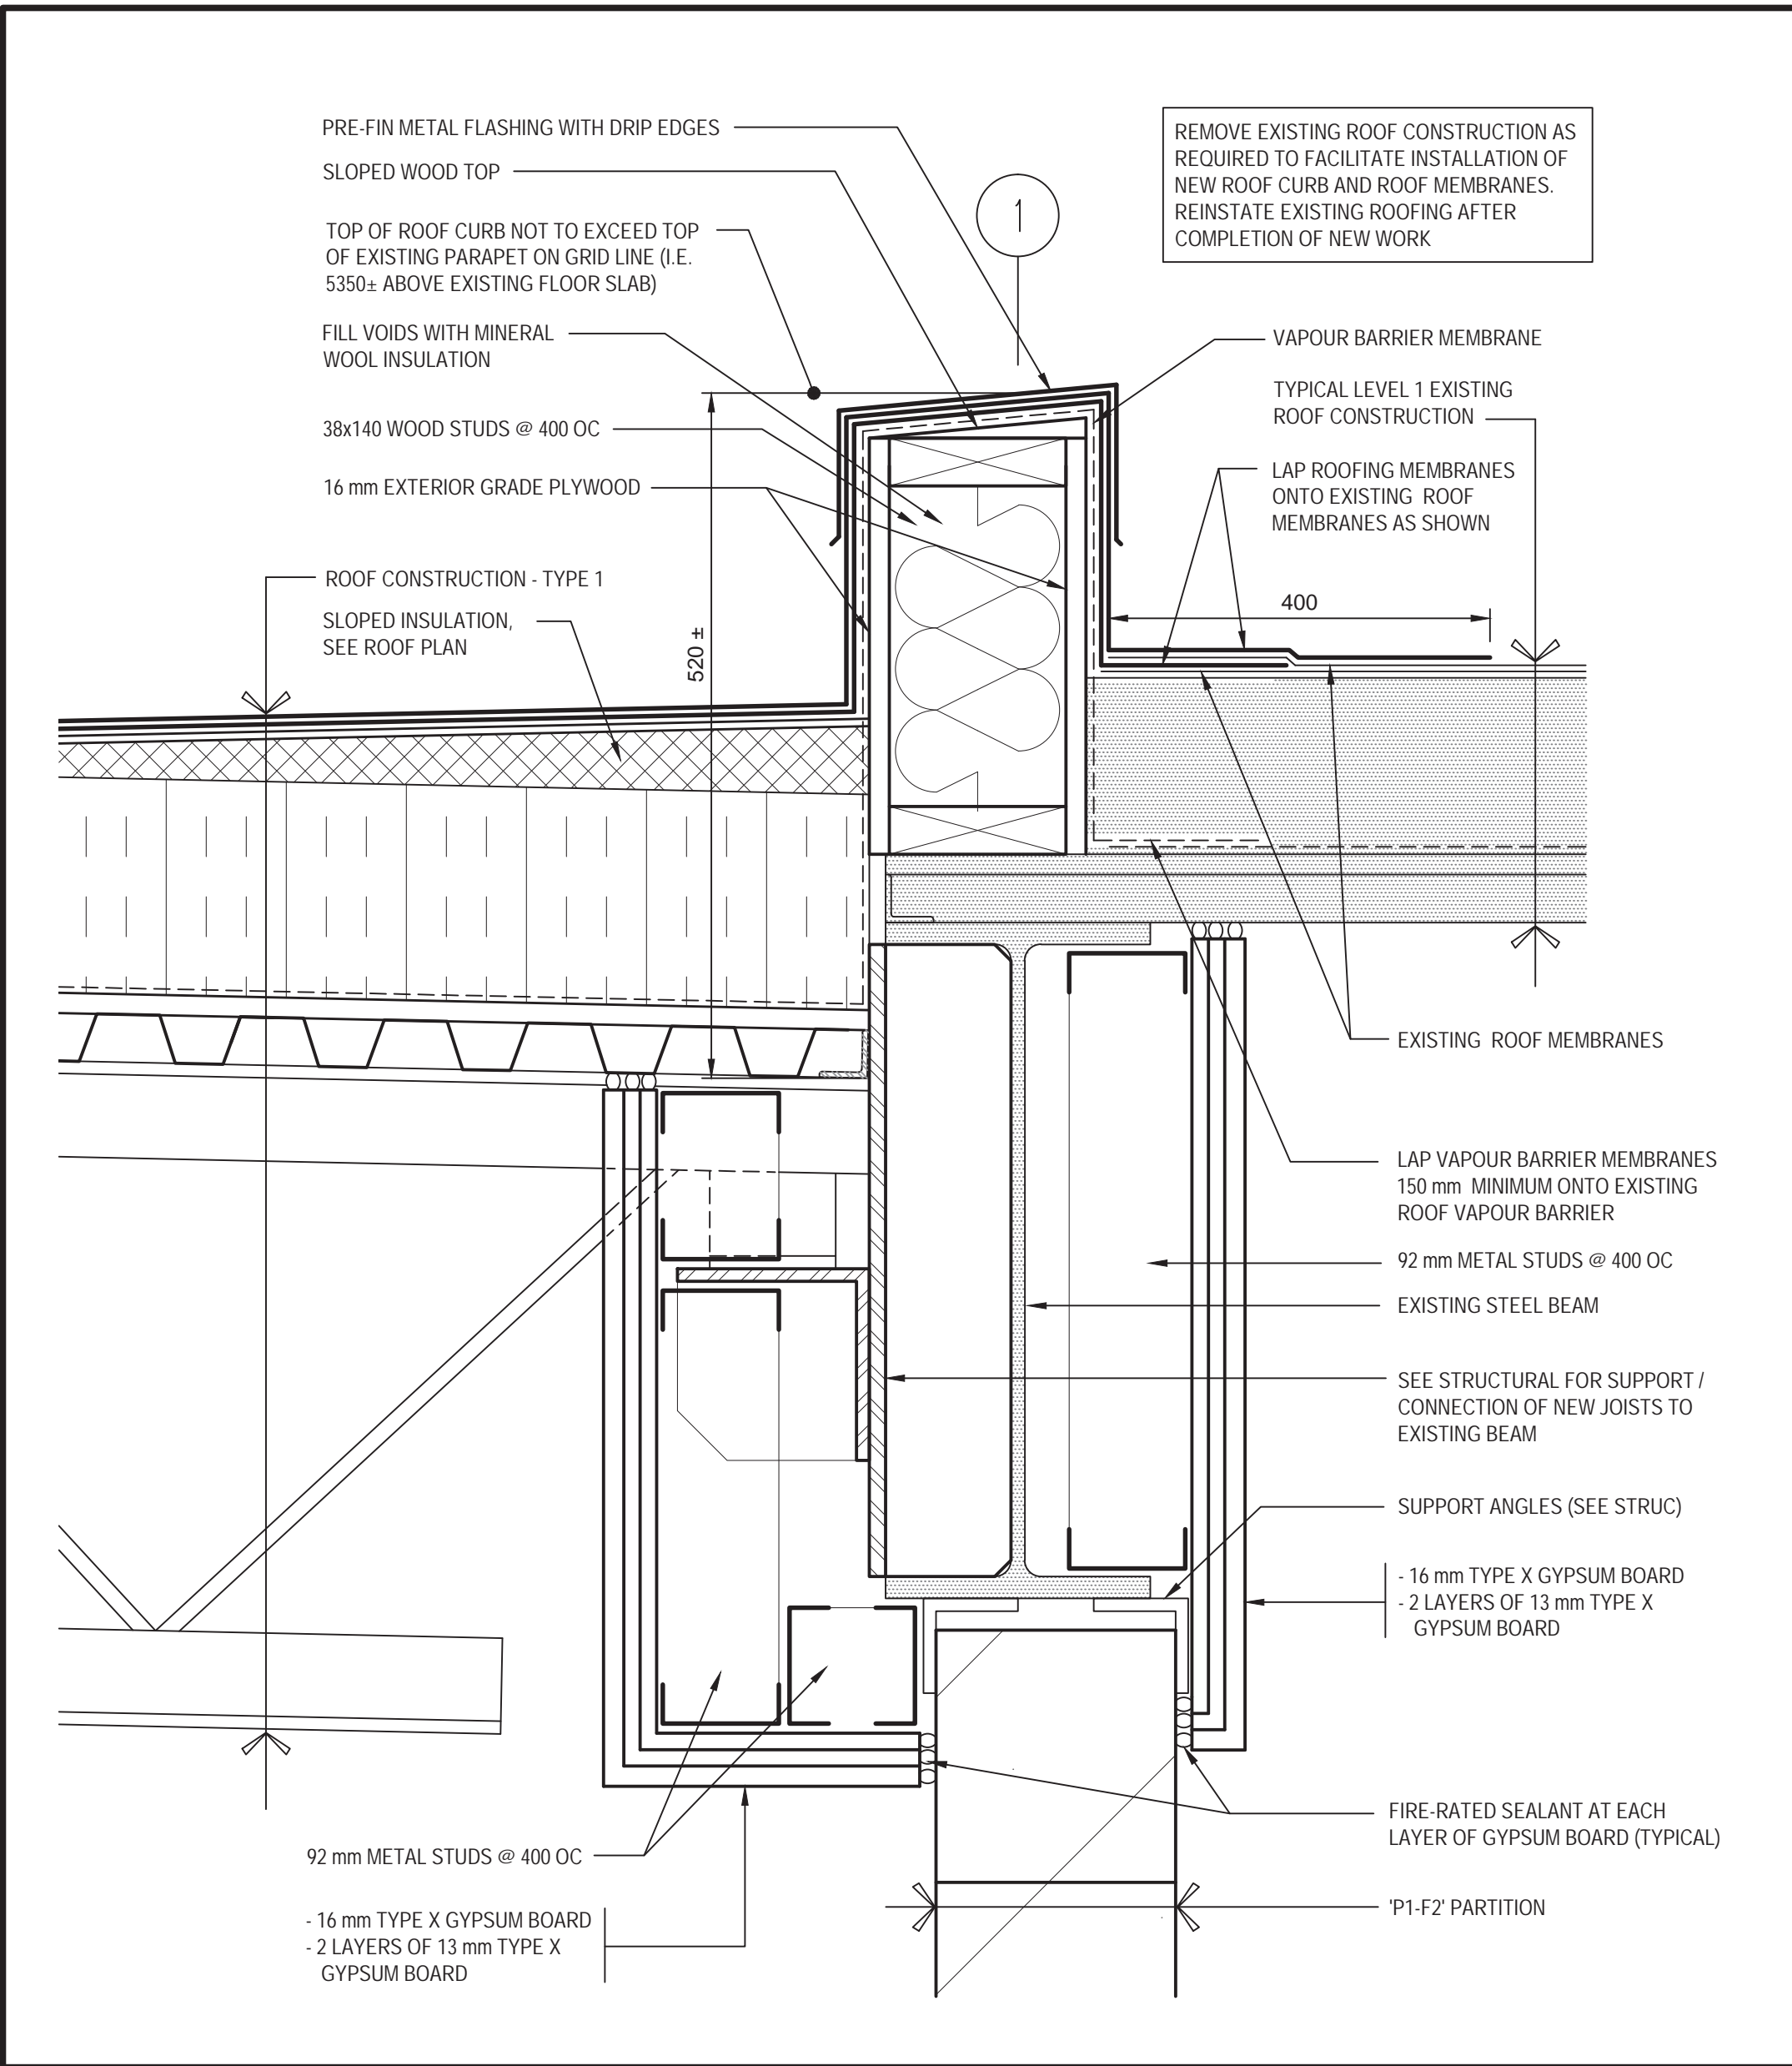 PRE-FIN METAL FLASHING WITH DRIP EDGES
SLOPED WOOD TOP
TOP OF ROOF CURB NOT TO EXCEED TOP
OF EXISTING PARAPET ON GRID LINE (I.E.
5350± ABOVE EXISTING FLOOR SLAB)
FILL VOIDS WITH MINERAL
WOOL INSULATION
38x140 WOOD STUDS @ 400 OC
16 mm EXTERIOR GRADE PLYWOOD
ROOF CONSTRUCTION - TYPE 1
SLOPED INSULATION,
SEE ROOF PLAN
520 ±
1
REMOVE EXISTING ROOF CONSTRUCTION AS
REQUIRED TO FACILITATE INSTALLATION OF
NEW ROOF CURB AND ROOF MEMBRANES.
REINSTATE EXISTING ROOFING AFTER
COMPLETION OF NEW WORK
VAPOUR BARRIER MEMBRANE
TYPICAL LEVEL 1 EXISTING
ROOF CONSTRUCTION
LAP ROOFING MEMBRANES
ONTO EXISTING ROOF
MEMBRANES AS SHOWN
400
EXISTING ROOF MEMBRANES
LAP VAPOUR BARRIER MEMBRANES
150 mm MINIMUM ONTO EXISTING
ROOF VAPOUR BARRIER
92 mm METAL STUDS @ 400 OC
EXISTING STEEL BEAM
SEE STRUCTURAL FOR SUPPORT /
CONNECTION OF NEW JOISTS TO
EXISTING BEAM
SUPPORT ANGLES (SEE STRUC)
- 16 mm TYPE X GYPSUM BOARD
- 2 LAYERS OF 13 mm TYPE X
GYPSUM BOARD
FIRE-RATED SEALANT AT EACH
LAYER OF GYPSUM BOARD (TYPICAL)
'P1-F2' PARTITION
92 mm METAL STUDS @ 400 OC
- 16 mm TYPE X GYPSUM BOARD
- 2 LAYERS OF 13 mm TYPE X
GYPSUM BOARD